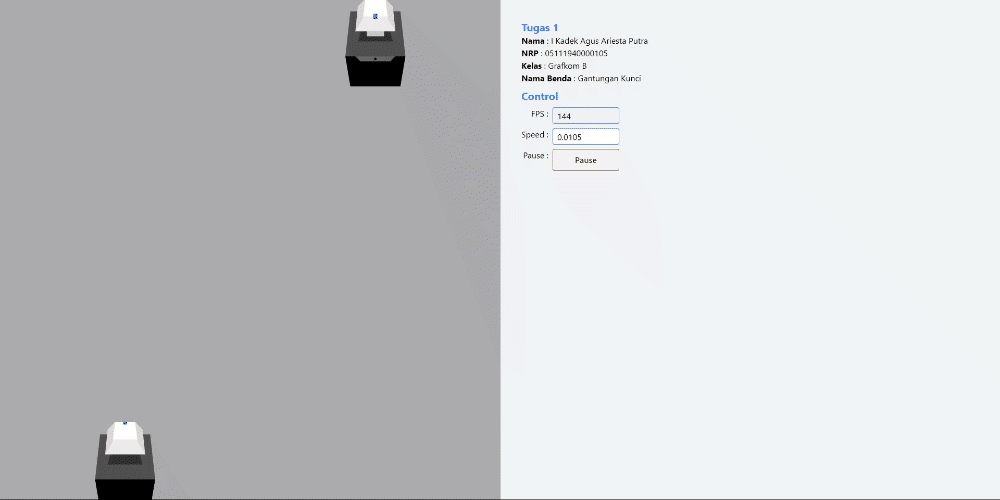 Tugas 1
Nama : I Kadek Agus Ariesta Putra
NRP : 05111940000105
Kelas : Grafkom B
Nama Benda : Gantungan Kunci
Control
FPS : 144
Speed : 0.0105
Pause : Pause